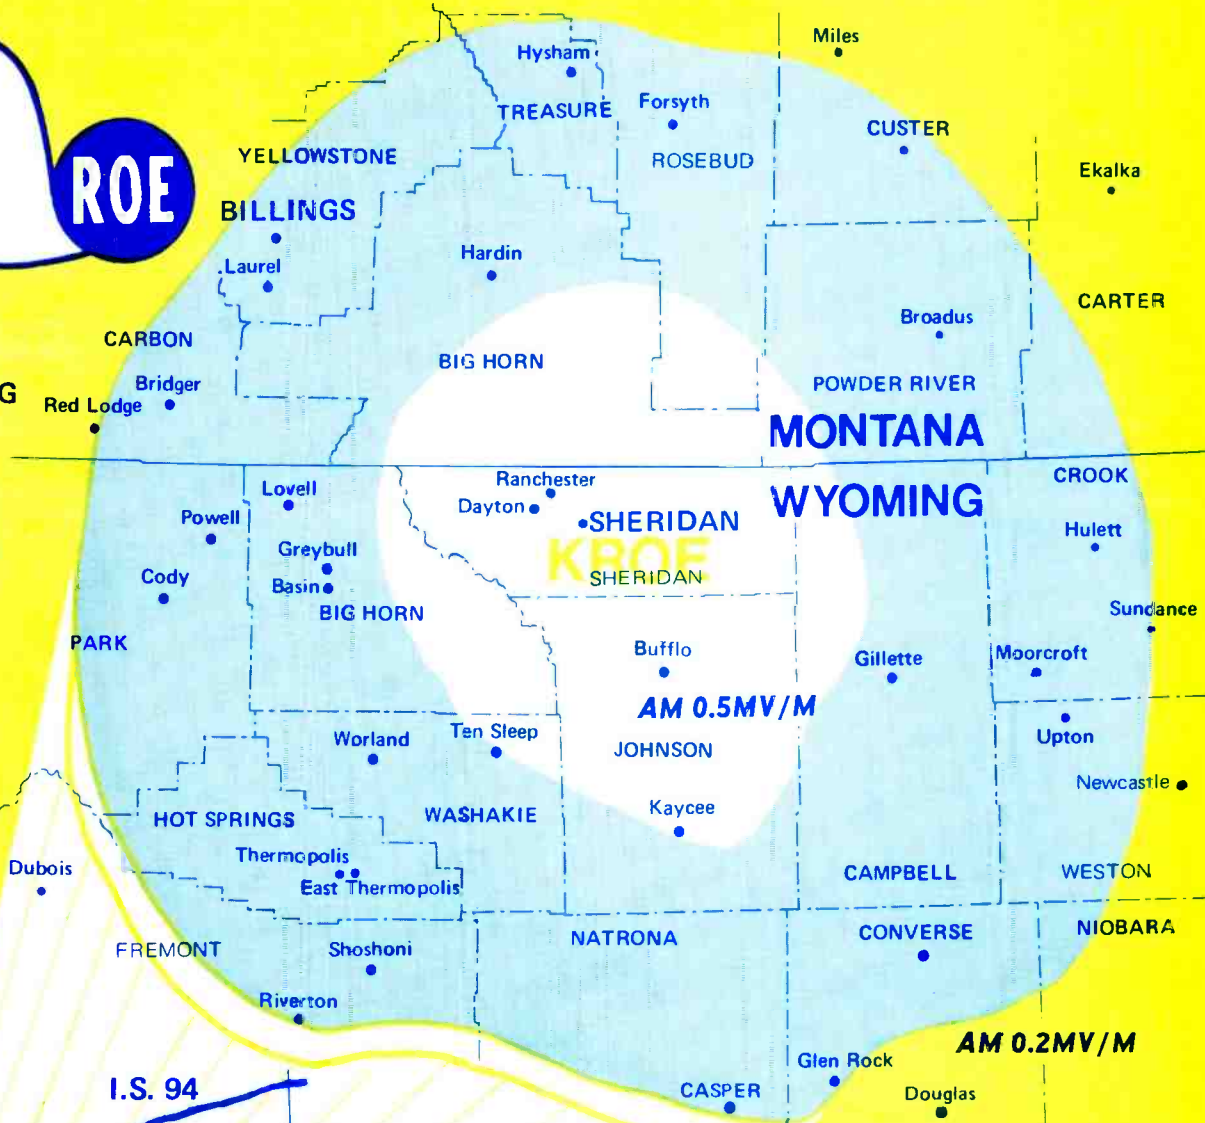 Miles
Hysham
TREASURE
Forsyth
CUSTER
YELLOWSTONE
ROSEBUD
Ekalka
ROE
BILLINGS
Hardin
Laurel
CARTER
Broadus
CARBON
BIG HORN
Bridger
POWDER RIVER
G
Red Lodge
MONTANA
Ranchester
CROOK
Lovell
Dayton
WYOMING
Powell
SHERIDAN
Hulett
Greybull
KROE
Cody
Basin
SHERIDAN
BIG HORN
Sundance
PARK
Bufflo
Gillette
Moorcroft
AM 0.5MV/M
Worland
Ten Sleep
JOHNSON
Upton
Newcastle
HOT SPRINGS
WASHAKIE
Kaycee
Thermopolis
Dubois
East Thermopolis
CAMPBELL
WESTON
FREMONT
Shoshoni
NATRONA
CONVERSE
NIOBARA
Riverton
AM 0.2MV/M
Glen Rock
I.S. 94
CASPER
Douglas